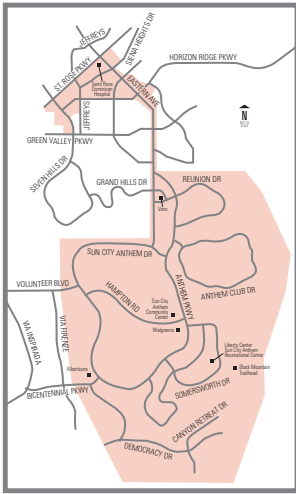 JEFFREYS
SIENA HEIGHTS DR
HORIZON RIDGE PKWY
ST. ROSE PKWY
Saint Rose
Dominican
Hospital
EASTERN AVE
JEFFREYS
N
GREEN VALLEY PKWY
SEVEN HILLS DR
GRAND HILLS DR
REUNION DR
Vons
SUN CITY ANTHEM DR
VOLUNTEER BLVD
HAMPTON RD
ANTHEM PKWY
ANTHEM CLUB DR
Sun City
Anthem
Community
Center
Walgreens
VIA INSPIRADA
VIA FIRENZE
Liberty Center
Sun City Anthem
Recreational Center
Albertsons
Black Mountain
Trailhead
BICENTENNIAL PKWY
SOMERSWORTH DR
CANYON RETREAT DR
DEMOCRACY DR